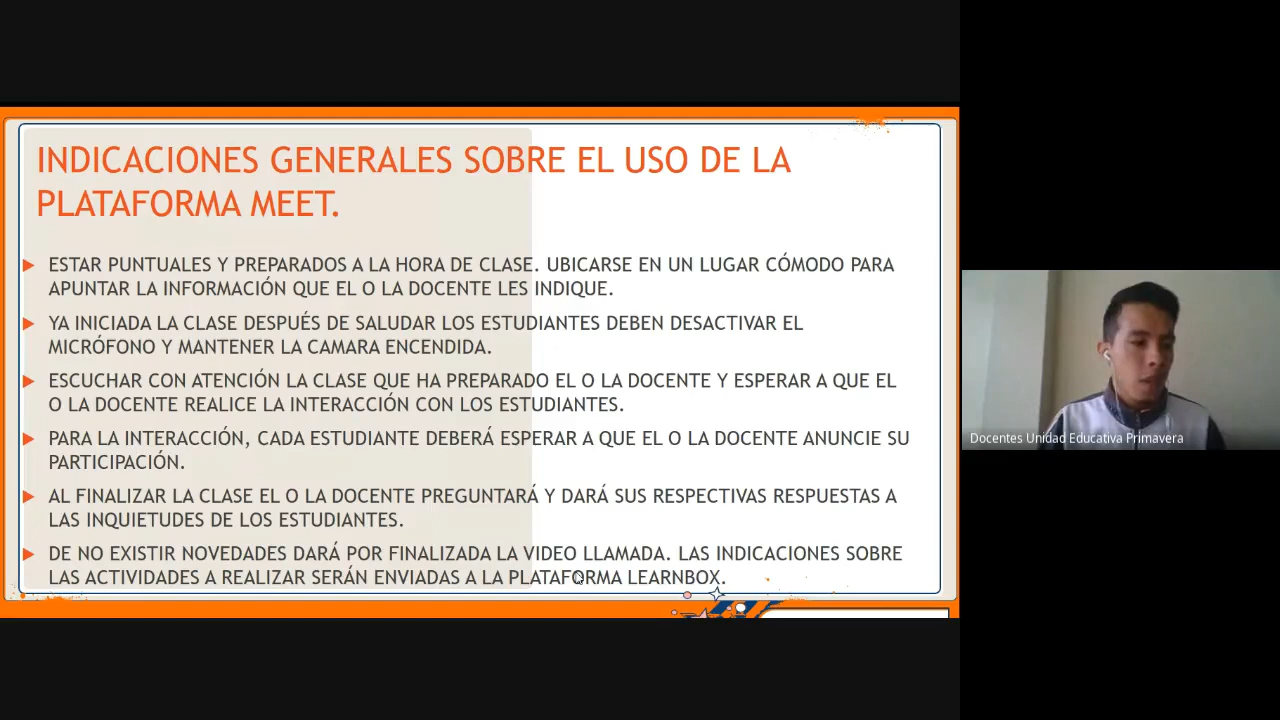 INDICACIONES GENERALES SOBRE EL USO DE LA
PLATAFORMA MEET.
ESTAR PUNTUALES Y PREPARADOS A LA HORA DE CLASE. UBICARSE EN UN LUGAR CÓMODO PARA
APUNTAR LA INFORMACIÓN QUE EL O LA DOCENTE LES INDIQUE.
YA INICIADA LA CLASE DESPUÉS DE SALUDAR LOS ESTUDIANTES DEBEN DESACTIVAR EL
MICRÓFONO Y MANTENER LA CAMARA ENCENDIDA.
ESCUCHAR CON ATENCIÓN LA CLASE QUE HA PREPARADO EL O LA DOCENTE Y ESPERAR A QUE EL
O LA DOCENTE REALICE LA INTERACCIÓN CON LOS ESTUDIANTES.
PARA LA INTERACCIÓN, CADA ESTUDIANTE DEBERÁ ESPERAR A QUE EL O LA DOCENTE ANUNCIE SU
PARTICIPACIÓN.
AL FINALIZAR LA CLASE EL O LA DOCENTE PREGUNTARÁ Y DARÁ SUS RESPECTIVAS RESPUESTAS A
LAS INQUIETUDES DE LOS ESTUDIANTES.
DE NO EXISTIR NOVEDADES DARÁ POR FINALIZADA LA VIDEO LLAMADA. LAS INDICACIONES SOBRE
LAS ACTIVIDADES A REALIZAR SERÁN ENVIADAS A LA PLATAFORMA LEARNBOX.
Docentes Unidad Educativa Primavera